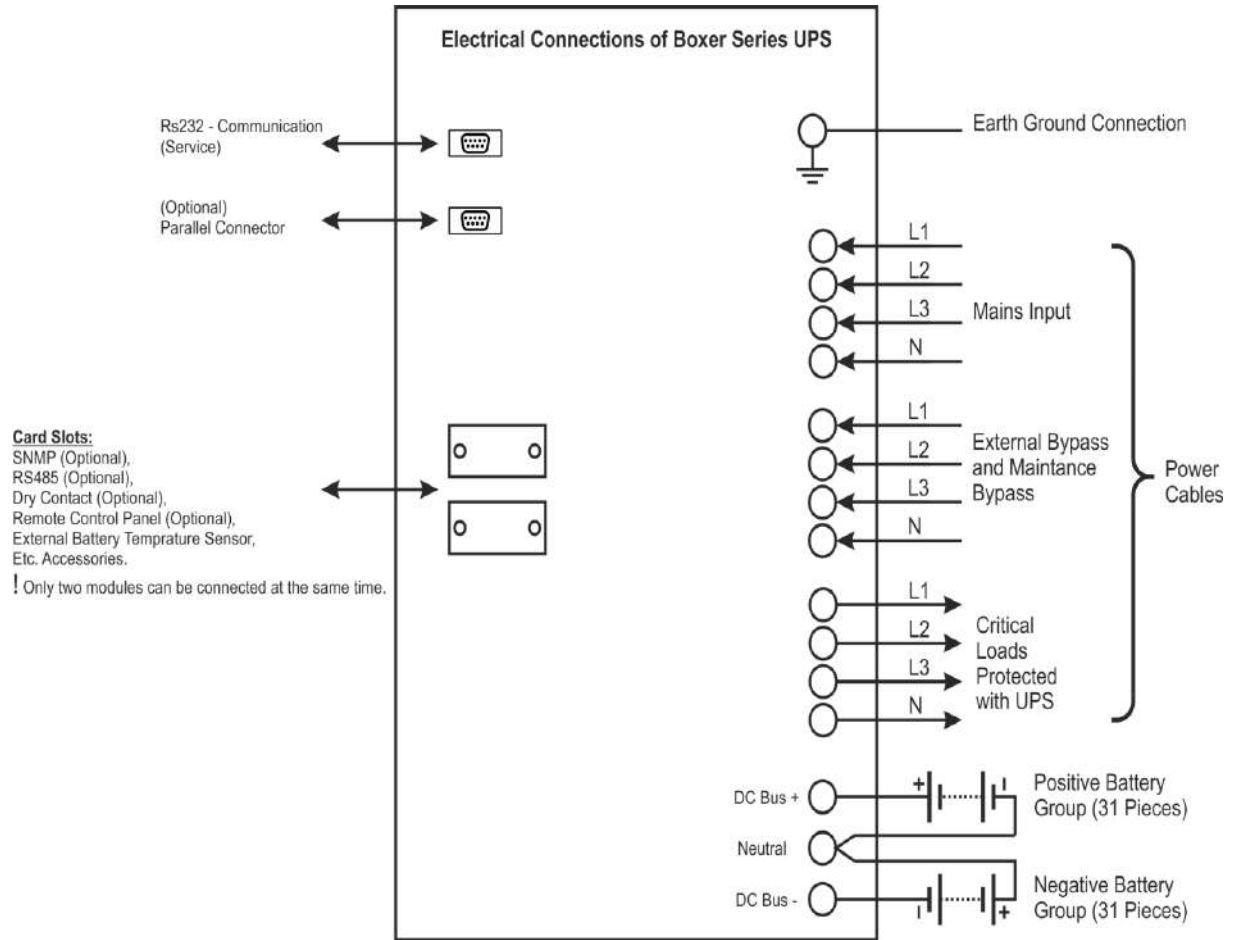 Electrical Connections of Boxer Series UPS
Rs232 - Communication
(Service)
(Optional)
Parallel Connector
Card Slots:
SNMP (Optional),
RS485 (Optional),
Dry Contact (Optional),
Remote Control Panel (Optional),
External Battery Temprature Sensor,
Etc. Accessories.
! Only two modules can be connected at the same time.
Earth Ground Connection
L1
L2
L3
N
Mains Input
L1
L2
L3
N
External Bypass
and Maintance
Bypass
L1
L2
L3
N
Critical
Loads
Protected
with UPS
Power
Cables
DC Bus +
Neutral
DC Bus -
+
-
Positive Battery
Group (31 Pieces)
-
+
Negative Battery
Group (31 Pieces)